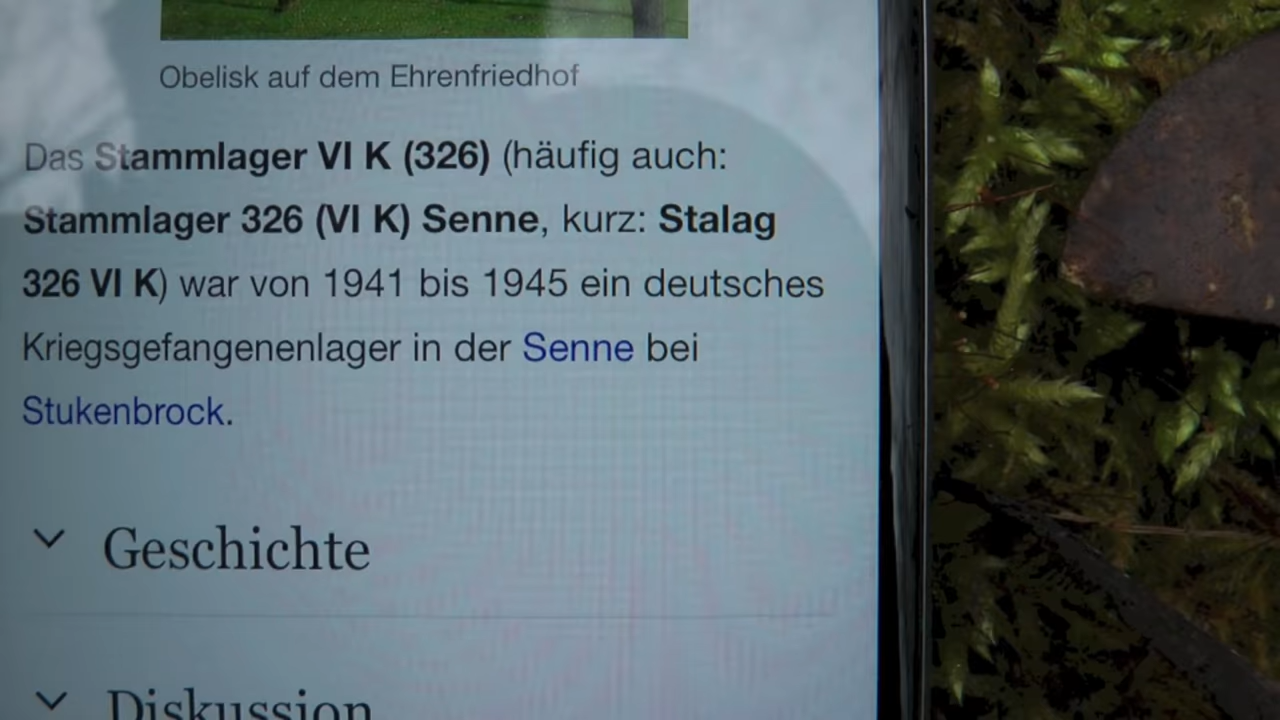 Obelisk auf dem Ehrenfriedhof
Das Stammlager VI K (326) (häufig auch:
Stammlager 326 (VI K) Senne, kurz: Stalag
326 VI K) war von 1941 bis 1945 ein deutsches
Kriegsgefangenenlager in der Senne bei
Stukenbrock.
Geschichte
Diskussion